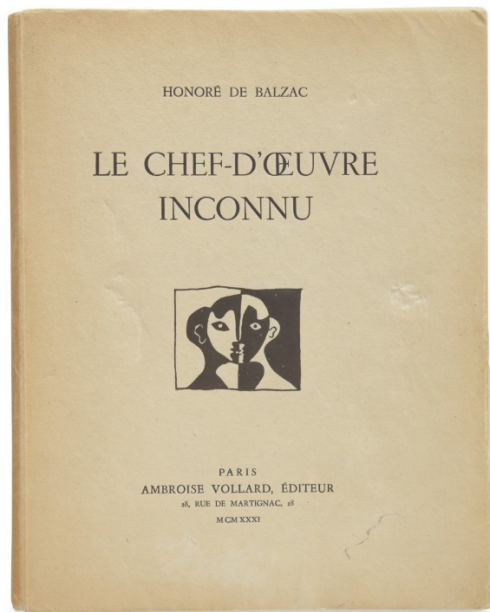 HONORÉ DE BALZAC
LE CHEF-D'ŒUVRE
INCONNU
PARIS
AMBROISE VOLLARD, ÉDITEUR
28, RUE DE MARTIGNAC, 28
MCMXXXI